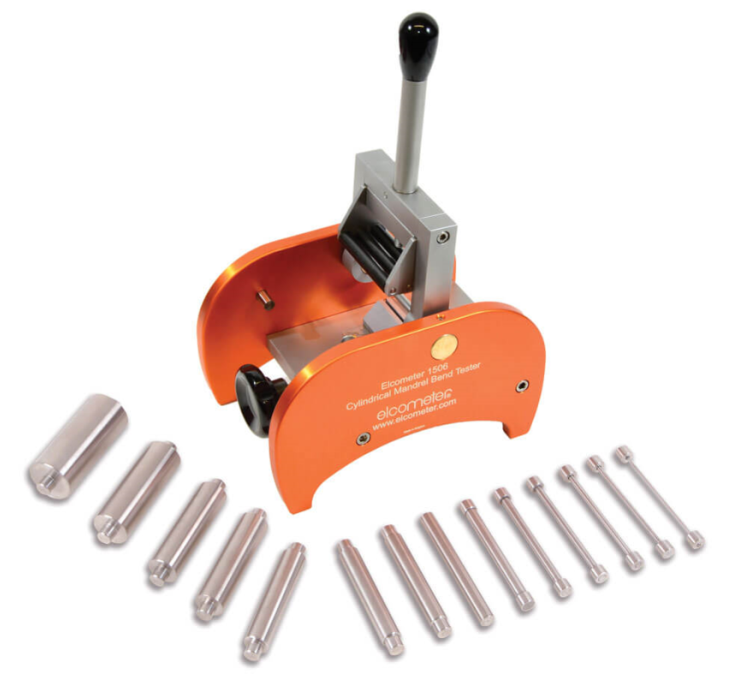 Elcometer 1506
Cylindrical Mandrel Bend Tester
elcometer
www.elcometer.com